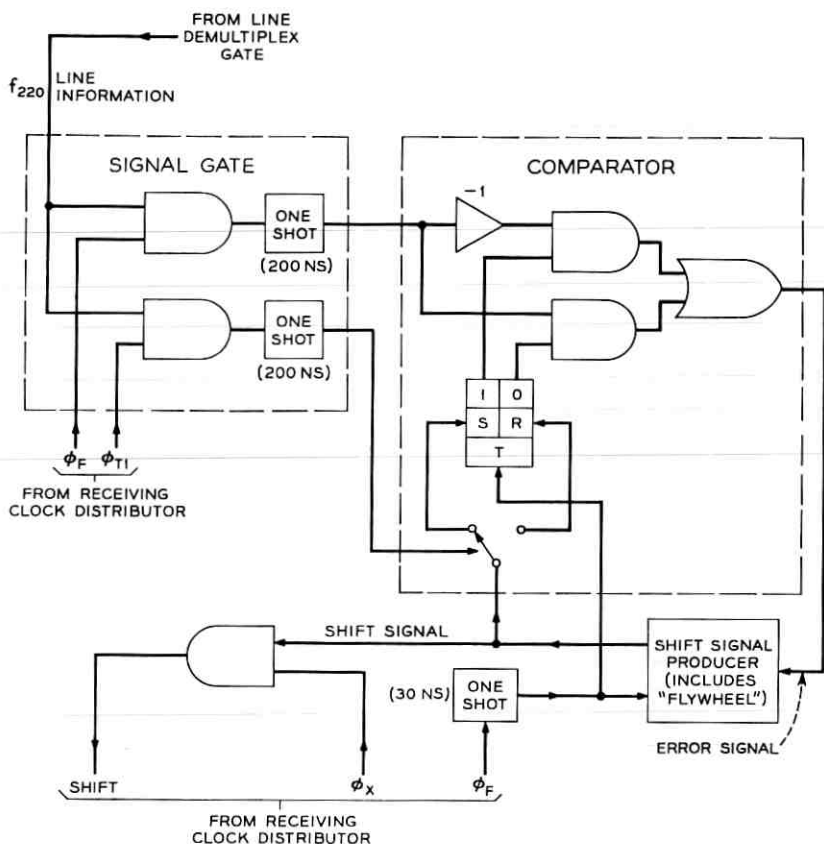 FROM LINE
DEMULTIPLEX
GATE
f220
LINE
INFORMATION
SIGNAL GATE
COMPARATOR
ONE
SHOT
(200 NS)
−1
ONE
SHOT
(200 NS)
1 0
S R
T
ϕF ϕT1
FROM RECEIVING
CLOCK DISTRIBUTOR
SHIFT SIGNAL
SHIFT SIGNAL
PRODUCER
(INCLUDES
"FLYWHEEL")
(30 NS)
ONE
SHOT
ERROR SIGNAL
SHIFT
ϕX
ϕF
FROM RECEIVING
CLOCK DISTRIBUTOR